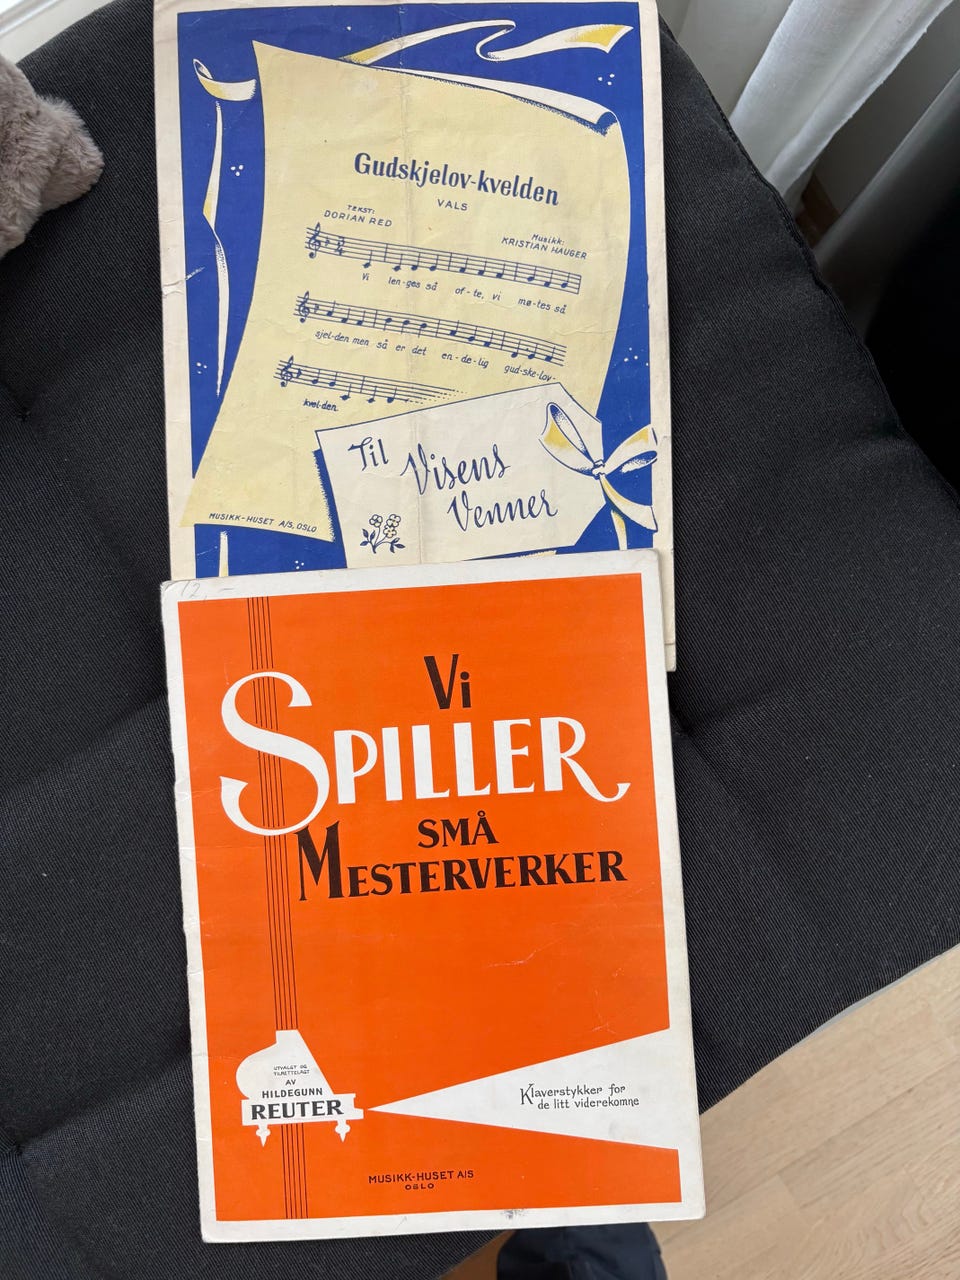 Gudskjelov-kvelden
VALS
TEKST:
DORIAN RED
Musikk:
KRISTIAN HAUGER
Vi len-ges så of-te, vi mø-tes så
sjel-den men så er det en-de-lig gud-ske-lov-
kvel-den.
Til
Visens
Venner
MUSIKK-HUSET A/S, OSLO
12,-
Vi
SPILLER
SMÅ
MESTERVERKER
UTVALGT OG
TILRETTELAGT
AV
HILDEGUNN
REUTER
Klaverstykker for
de litt viderekomne
MUSIKK-HUSET A/S
OSLO